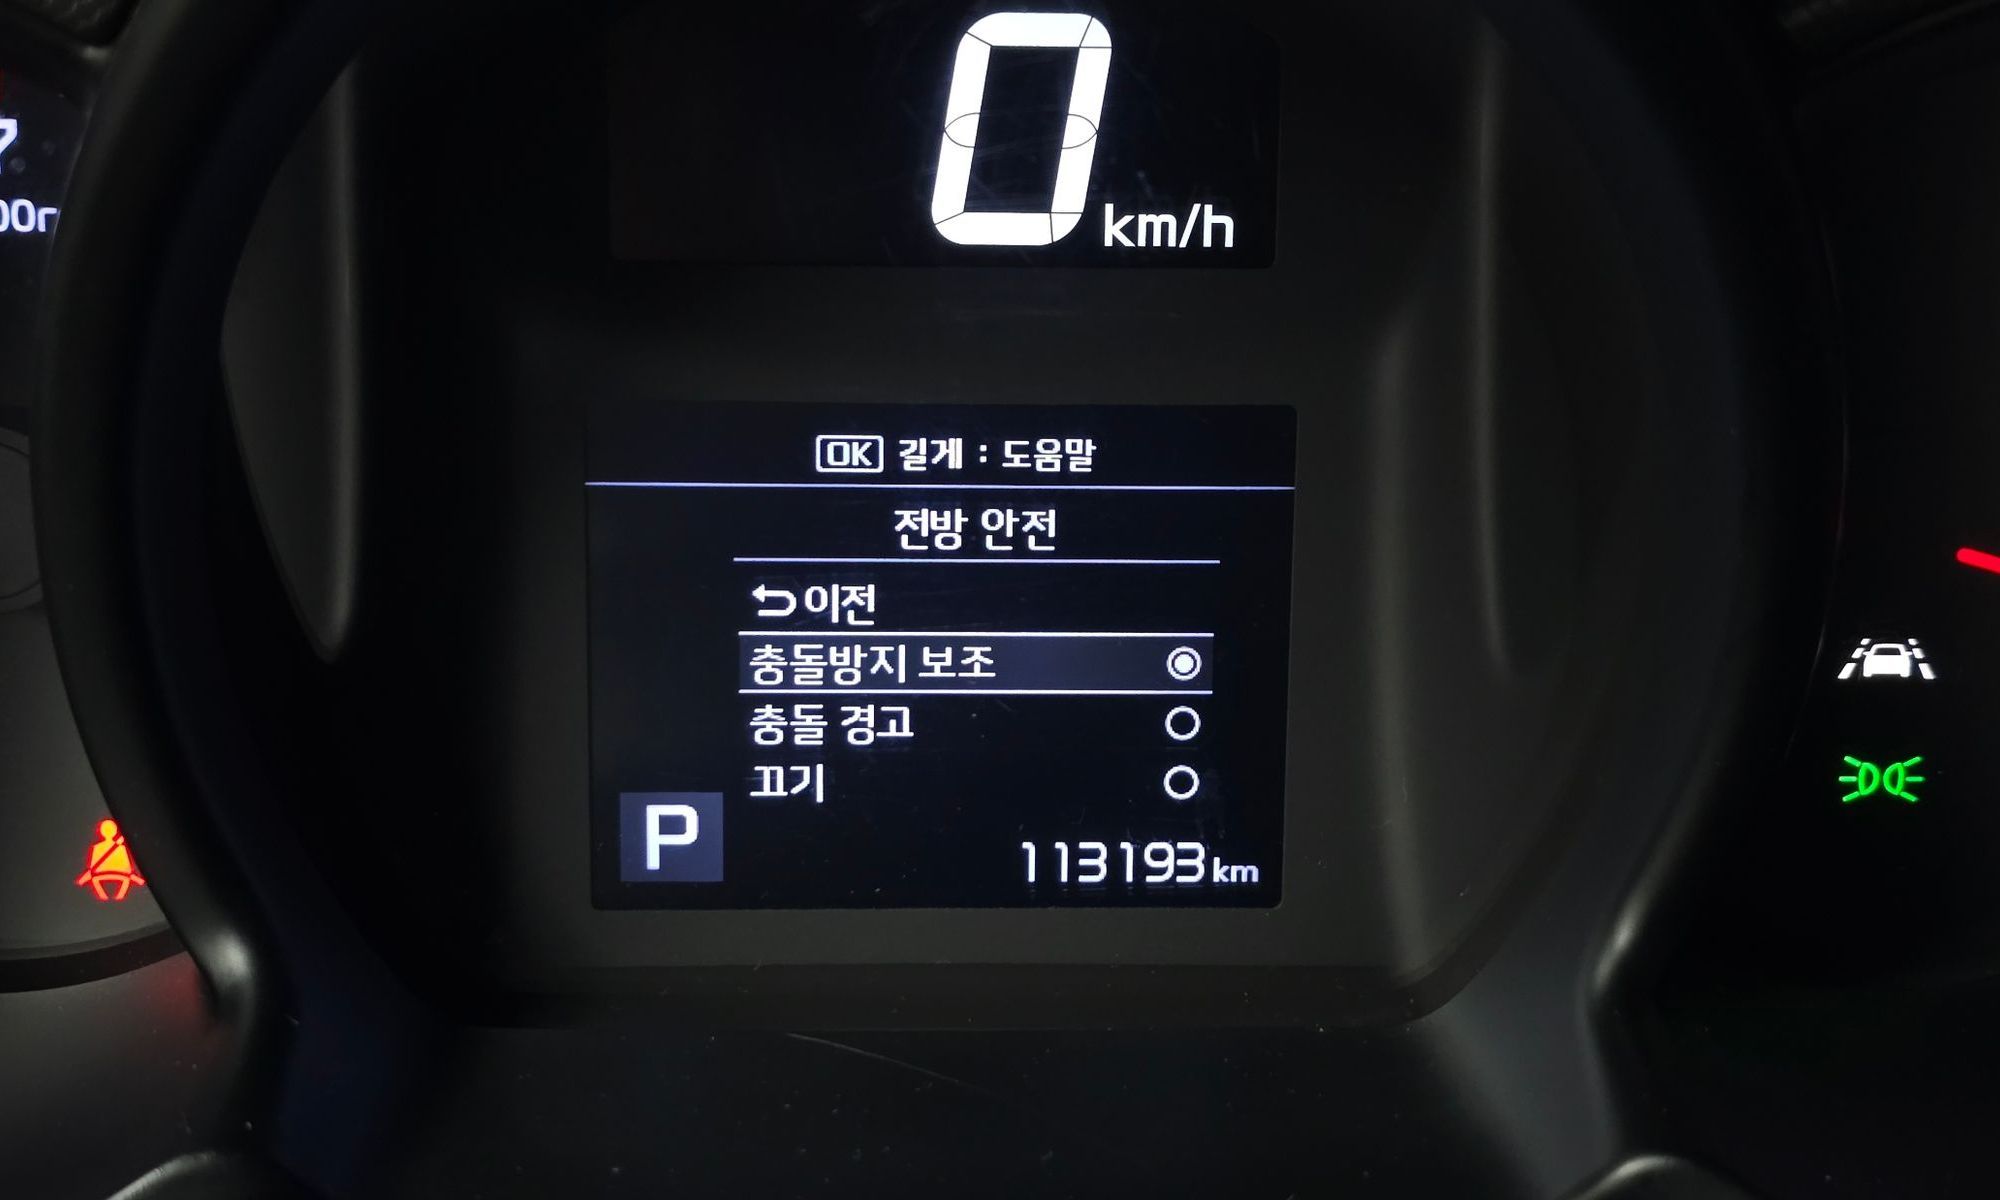 0 km/h
OK 길게 : 도움말
전방 안전
이전
충돌방지 보조
충돌 경고
끄기
P
113193 km